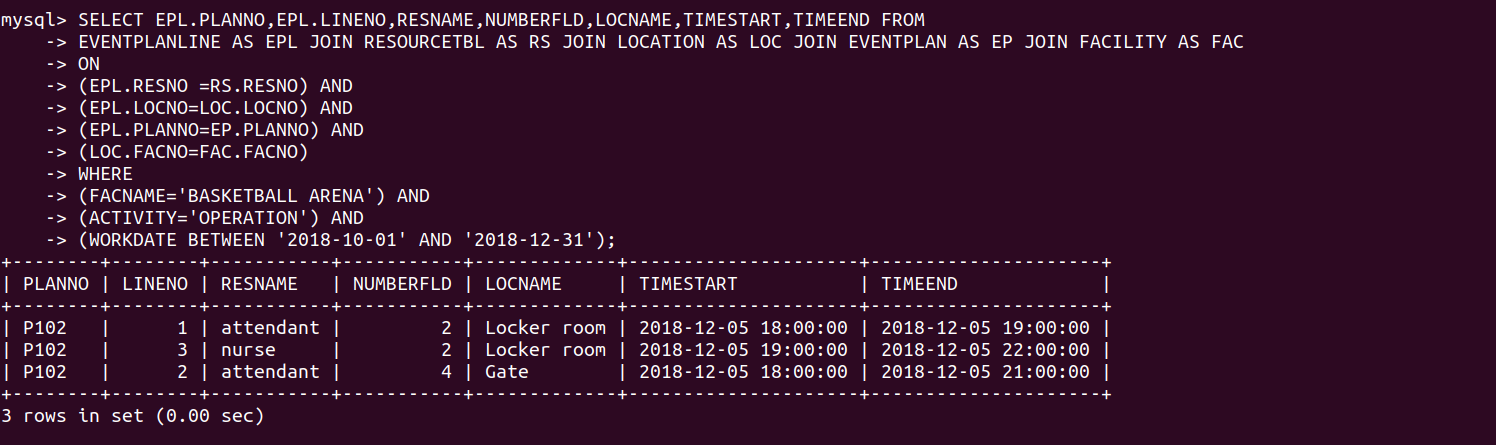 mysql> SELECT EPL.PLANNO,EPL.LINENO,RESNAME,NUMBERFLD,LOCNAME,TIMESTART,TIMEEND FROM
    -> EVENTPLANLINE AS EPL JOIN RESOURCETBL AS RS JOIN LOCATION AS LOC JOIN EVENTPLAN AS EP JOIN FACILITY AS FAC
    -> ON
    -> (EPL.RESNO =RS.RESNO) AND
    -> (EPL.LOCNO=LOC.LOCNO) AND
    -> (EPL.PLANNO=EP.PLANNO) AND
    -> (LOC.FACNO=FAC.FACNO)
    -> WHERE
    -> (FACNAME='BASKETBALL ARENA') AND
    -> (ACTIVITY='OPERATION') AND
    -> (WORKDATE BETWEEN '2018-10-01' AND '2018-12-31');
+--------+--------+-----------+-----------+-------------+---------------------+---------------------+
| PLANNO | LINENO | RESNAME   | NUMBERFLD | LOCNAME     | TIMESTART           | TIMEEND             |
+--------+--------+-----------+-----------+-------------+---------------------+---------------------+
| P102   |      1 | attendant |         2 | Locker room | 2018-12-05 18:00:00 | 2018-12-05 19:00:00 |
| P102   |      3 | nurse     |         2 | Locker room | 2018-12-05 19:00:00 | 2018-12-05 22:00:00 |
| P102   |      2 | attendant |         4 | Gate        | 2018-12-05 18:00:00 | 2018-12-05 21:00:00 |
+--------+--------+-----------+-----------+-------------+---------------------+---------------------+
3 rows in set (0.00 sec)